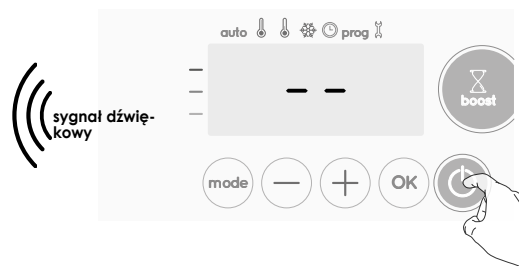 auto prog
boost
sygnał dźwię-
kowy
– –
mode — + OK